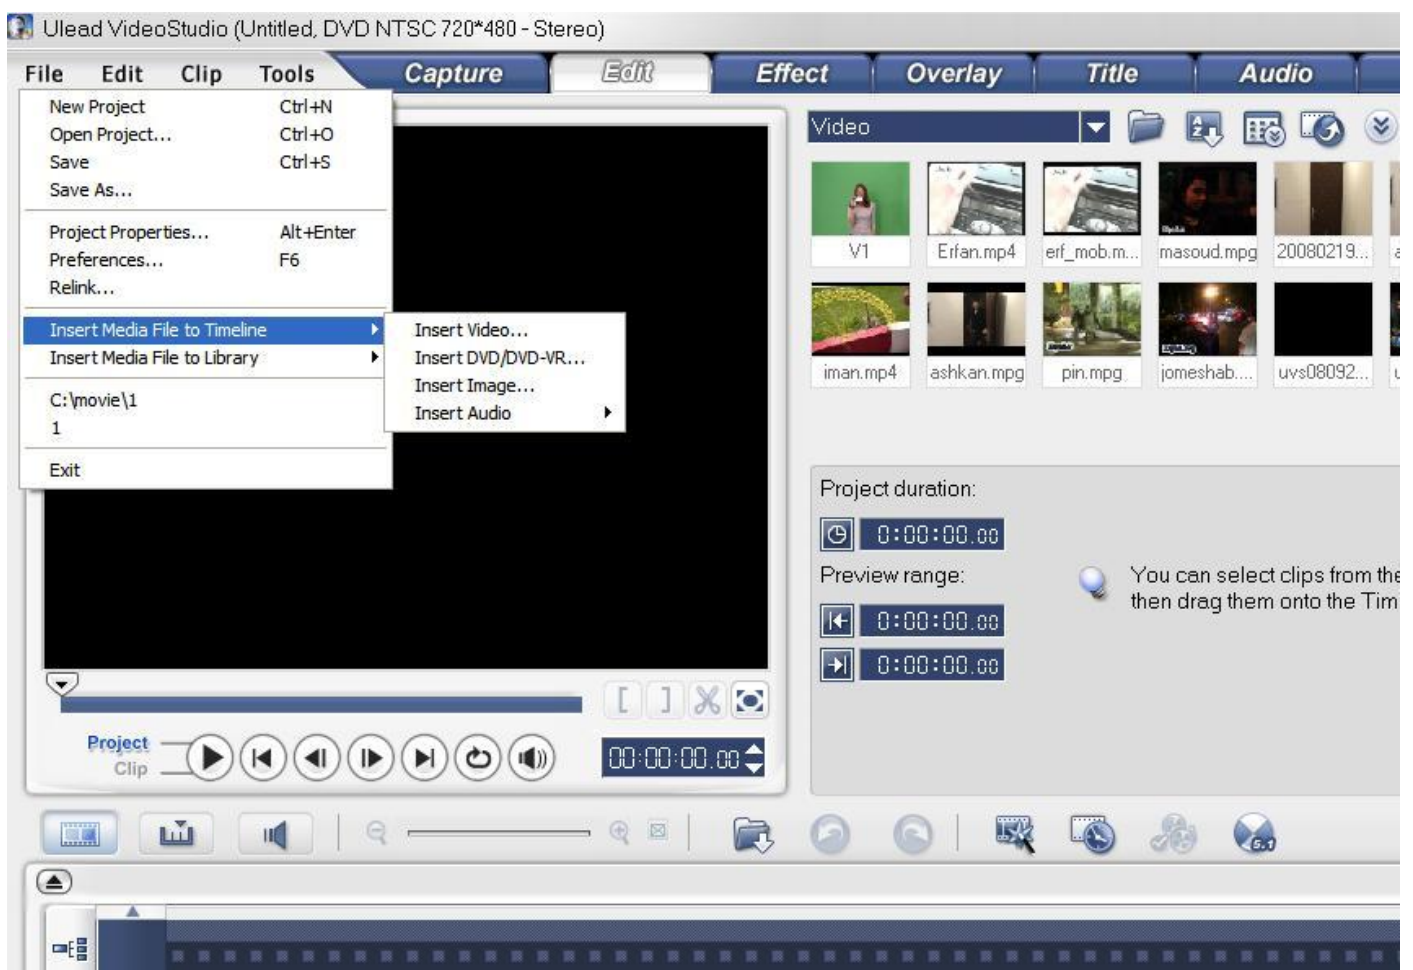 Ulead VideoStudio (Untitled, DVD NTSC 720*480 - Stereo)
File Edit Clip Tools Capture Edit Effect Overlay Title Audio
New Project Ctrl+N
Open Project... Ctrl+O
Save Ctrl+S
Save As...
Project Properties... Alt+Enter
Preferences... F6
Relink...
Insert Media File to Timeline
Insert Media File to Library
C:\movie\1
1
Exit
Insert Video...
Insert DVD/DVD-VR...
Insert Image...
Insert Audio
Video
V1 Erfan.mp4 erf_mob.m... masoud.mpg 20080219...
iman.mp4 ashkan.mpg pin.mpg jomeshab.... uvs08092...
Project duration:
0:00:00.00
Preview range:
0:00:00.00
0:00:00.00
You can select clips from the
then drag them onto the Tim
[ ]
Project
Clip
00:00:00.00
5.1